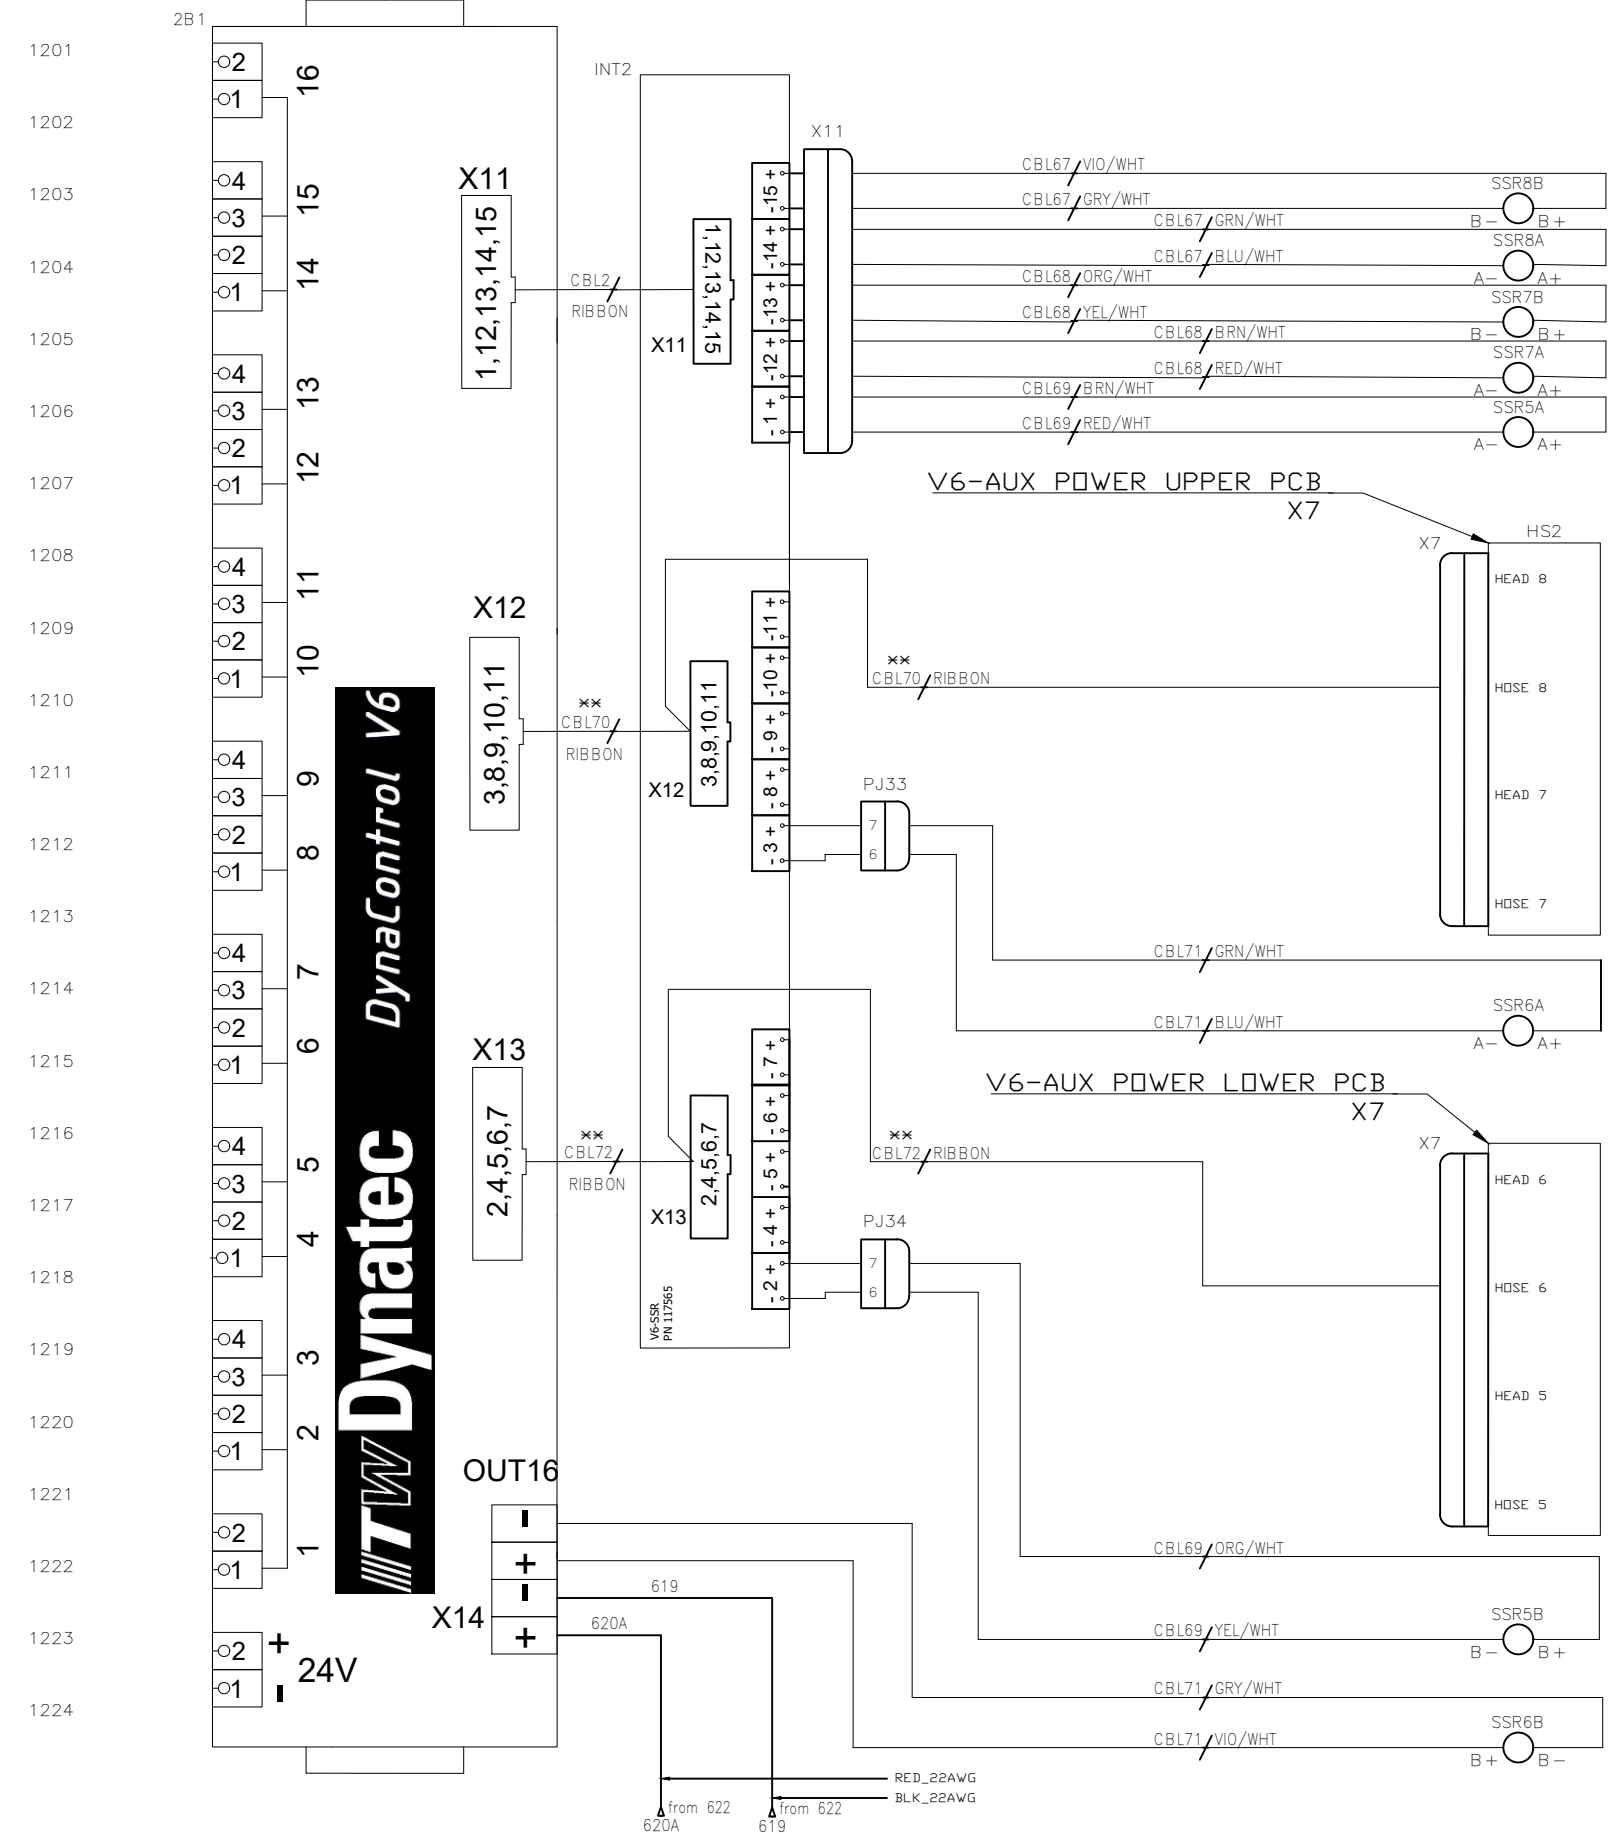 2B1
1201
1202
1203
1204
1205
1206
1207
1208
1209
1210
1211
1212
1213
1214
1215
1216
1217
1218
1219
1220
1221
1222
1223
1224
2
1
16
4
3
15
2
1
14
4
3
13
2
1
12
4
3
11
2
1
10
4
3
9
2
1
8
4
3
7
2
1
6
4
3
5
2
1
4
4
3
3
2
1
2
2
1
1
2 +
1 -
24V
ITW Dynatec DynaControl V6
X11
1,12,13,14,15
X12
3,8,9,10,11
X13
2,4,5,6,7
OUT16
-
+
X14
-
+
CBL2
RIBBON
**
CBL70
RIBBON
**
CBL72
RIBBON
INT2
1,12,13,14,15
X11
3,8,9,10,11
X12
2,4,5,6,7
X13
V6-SSR
PN 117565
- 15 +
- 14 +
- 13 +
- 12 +
- 1 +
- 11 +
- 10 +
- 9 +
- 8 +
- 3 +
- 7 +
- 6 +
- 5 +
- 4 +
- 2 +
X11
CBL67 VIO/WHT
CBL67 GRY/WHT
SSR8B
B- B+
CBL67 GRN/WHT
CBL67 BLU/WHT
SSR8A
A- A+
CBL68 ORG/WHT
CBL68 YEL/WHT
SSR7B
B- B+
CBL68 BRN/WHT
CBL68 RED/WHT
SSR7A
A- A+
CBL69 BRN/WHT
CBL69 RED/WHT
SSR5A
A- A+
V6-AUX POWER UPPER PCB
X7
X7
HS2
HEAD 8
HOSE 8
HEAD 7
HOSE 7
**
CBL70 RIBBON
PJ33
7
6
CBL71 GRN/WHT
CBL71 BLU/WHT
SSR6A
A- A+
V6-AUX POWER LOWER PCB
X7
X7
HEAD 6
HOSE 6
HEAD 5
HOSE 5
**
CBL72 RIBBON
PJ34
7
6
CBL69 ORG/WHT
CBL69 YEL/WHT
SSR5B
B- B+
CBL71 GRY/WHT
CBL71 VIO/WHT
SSR6B
B+ B-
619
620A
RED_22AWG
BLK_22AWG
from 622
620A
from 622
619